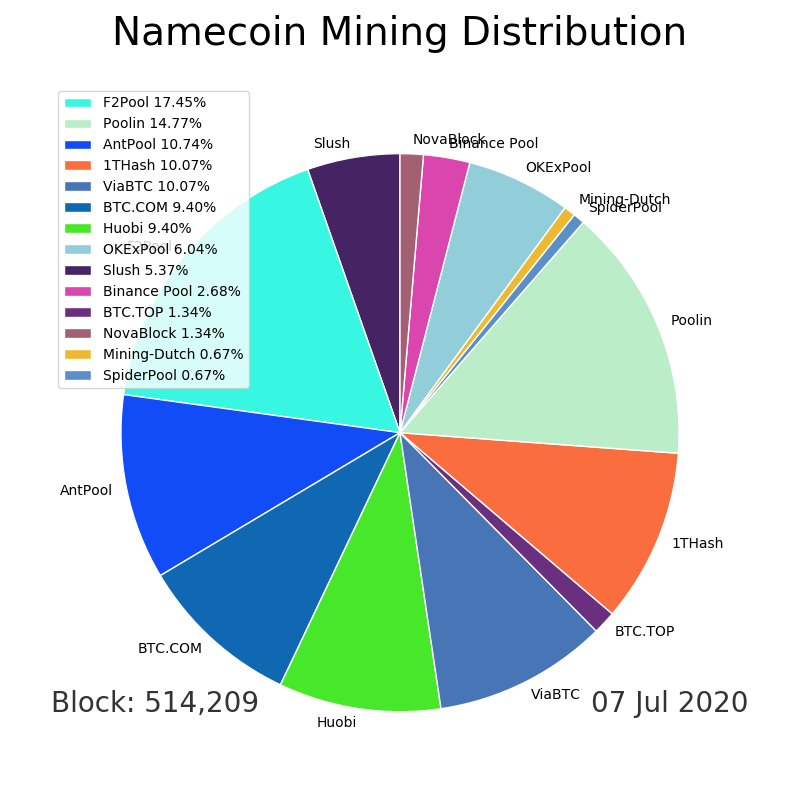 Namecoin Mining Distribution
F2Pool 17.45%
Poolin 14.77%
AntPool 10.74%
1THash 10.07%
ViaBTC 10.07%
BTC.COM 9.40%
Huobi 9.40%
OKExPool 6.04%
Slush 5.37%
Binance Pool 2.68%
BTC.TOP 1.34%
NovaBlock 1.34%
Mining-Dutch 0.67%
SpiderPool 0.67%
Slush
NovaBlock
Binance Pool
OKExPool
Mining-Dutch
SpiderPool
F2Pool
Poolin
AntPool
1THash
BTC.TOP
BTC.COM
ViaBTC
Huobi
Block: 514,209
07 Jul 2020